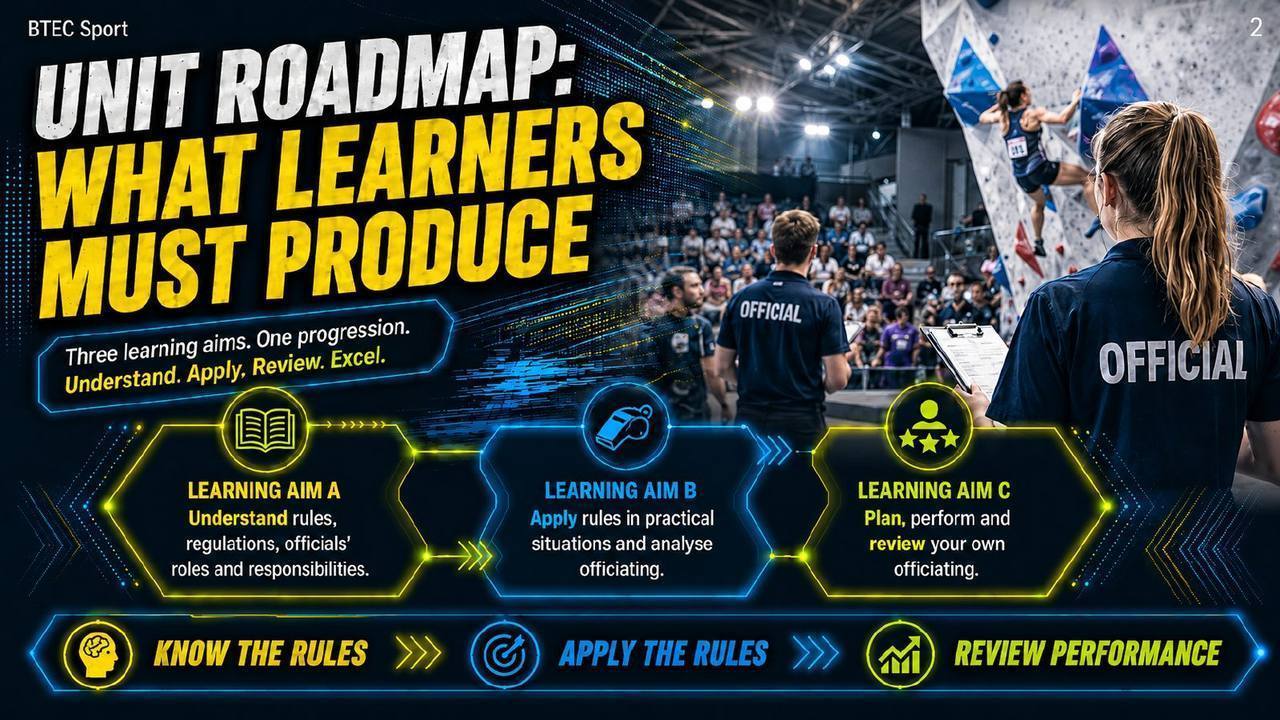 BTEC Sport
2
UNIT ROADMAP:
WHAT LEARNERS
MUST PRODUCE
Three learning aims. One progression.
Understand. Apply, Review. Excel.
OFFICIAL
OFFICIAL
LEARNING AIM A
Understand rules,
regulations, officials'
roles and responsibilities.
LEARNING AIM B
Apply rules in practical
situations and analyse
officiating.
LEARNING AIM C
Plan, perform and
review your own
officiating.
KNOW THE RULES
APPLY THE RULES
REVIEW PERFORMANCE